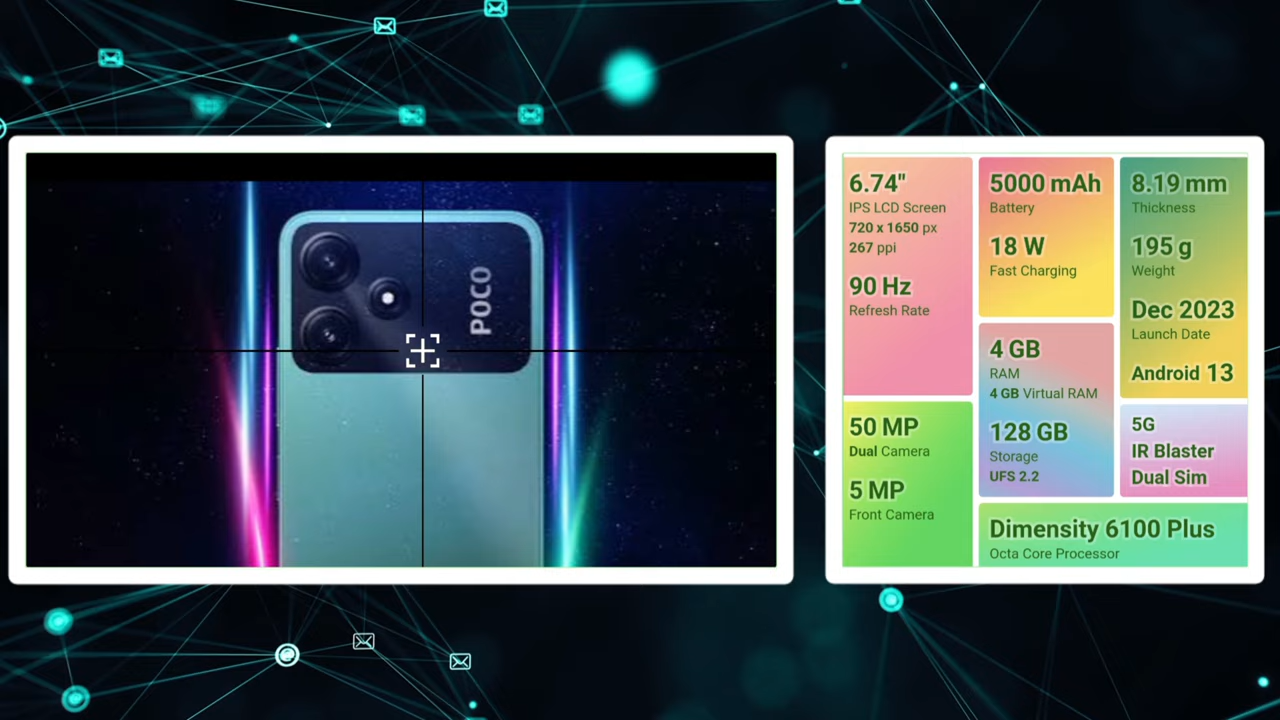 POCO
6.74"
IPS LCD Screen
720 x 1650 px
267 ppi
90 Hz
Refresh Rate
50 MP
Dual Camera
5 MP
Front Camera
5000 mAh
Battery
18 W
Fast Charging
4 GB
RAM
4 GB Virtual RAM
128 GB
Storage
UFS 2.2
8.19 mm
Thickness
195 g
Weight
Dec 2023
Launch Date
Android 13
5G
IR Blaster
Dual Sim
Dimensity 6100 Plus
Octa Core Processor